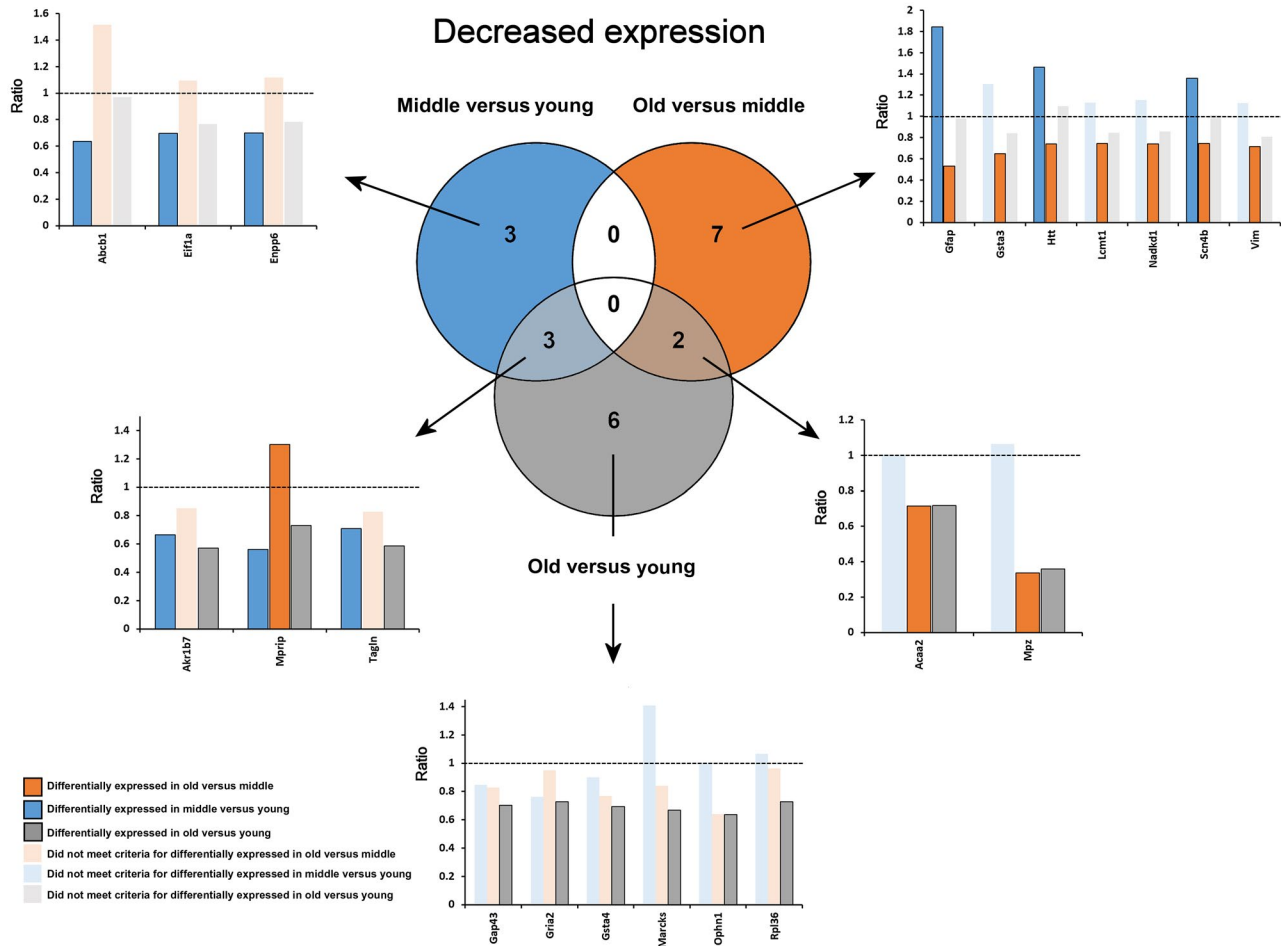 Decreased expression
Middle versus young
Old versus middle
3
0
7
0
3
2
6
Old versus young
Ratio
1.6
1.4
1.2
1
0.8
0.6
0.4
0.2
0
Abcb1
Eif1a
Enpp6
Ratio
2
1.8
1.6
1.4
1.2
1
0.8
0.6
0.4
0.2
0
Gfap
Gsta3
Htt
Lcmt1
Nadkd1
Scn4b
Vim
Ratio
1.4
1.2
1
0.8
0.6
0.4
0.2
0
Akr1b7
Mprip
Tagln
Ratio
1.2
1
0.8
0.6
0.4
0.2
0
Acaa2
Mpz
Ratio
1.4
1.2
1
0.8
0.6
0.4
0.2
0
Gap43
Gria2
Gsta4
Marcks
Ophn1
Rpl36
Differentially expressed in old versus middle
Differentially expressed in middle versus young
Differentially expressed in old versus young
Did not meet criteria for differentially expressed in old versus middle
Did not meet criteria for differentially expressed in middle versus young
Did not meet criteria for differentially expressed in old versus young